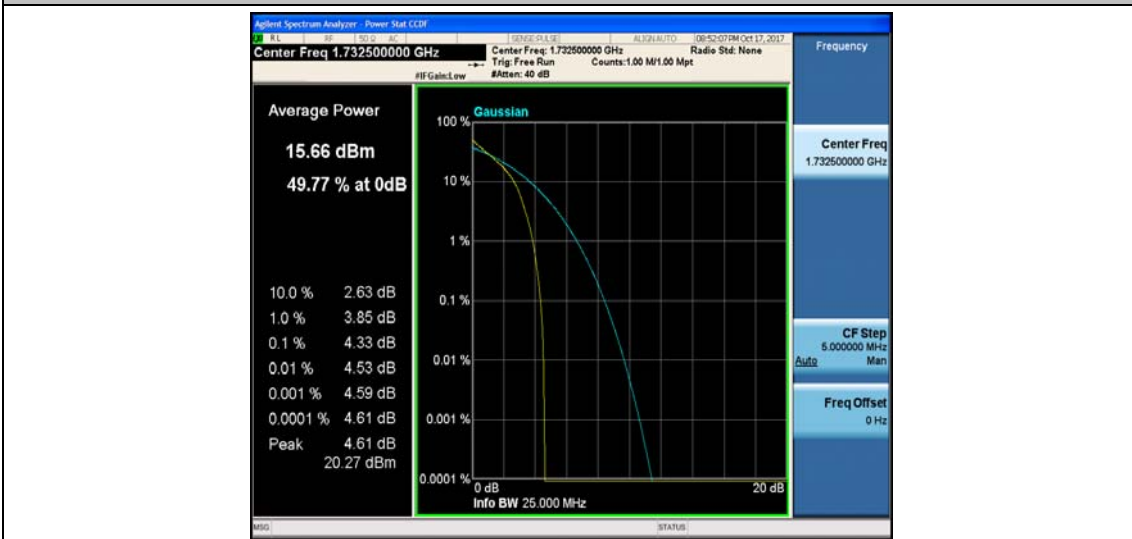 Agilent Spectrum Analyzer - Power Stat CCDF
RL RF 50 Ω AC SENSE:PULSE ALIGNAUTO 08:52:07 PM Oct 17, 2017
Center Freq 1.732500000 GHz
Center Freq: 1.732500000 GHz Radio Std: None
Trig: Free Run Counts:1.00 M/1.00 Mpt
#IFGain:Low #Atten: 40 dB
Frequency
Average Power
15.66 dBm
49.77 % at 0dB
10.0 % 2.63 dB
1.0 % 3.85 dB
0.1 % 4.33 dB
0.01 % 4.53 dB
0.001 % 4.59 dB
0.0001 % 4.61 dB
Peak 4.61 dB
20.27 dBm
Gaussian
100 %
10 %
1 %
0.1 %
0.01 %
0.001 %
0.0001 %
0 dB 20 dB
Info BW 25.000 MHz
Center Freq
1.732500000 GHz
CF Step
5.000000 MHz
Auto Man
Freq Offset
0 Hz
MSG STATUS